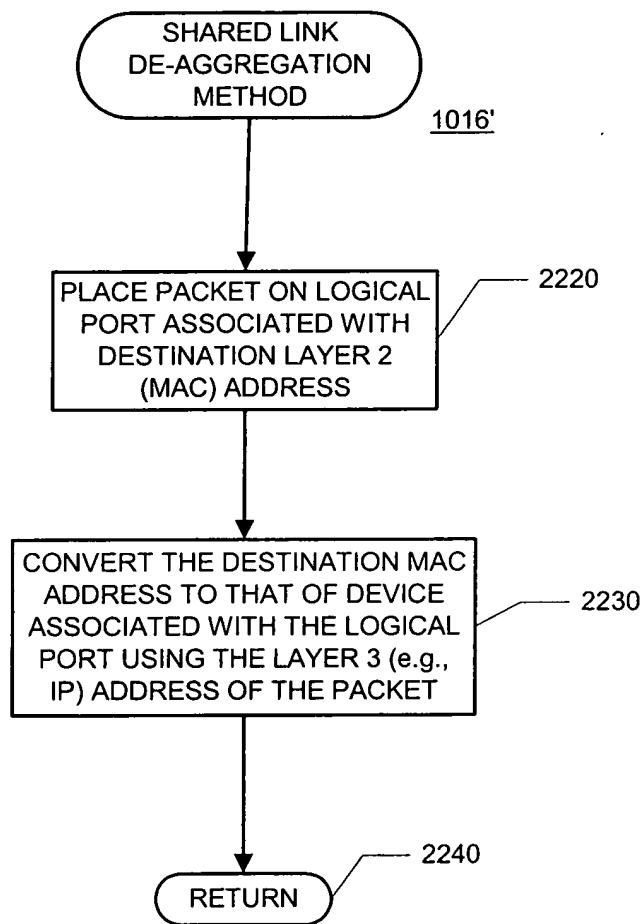 SHARED LINK
DE-AGGREGATION
METHOD
1016'
PLACE PACKET ON LOGICAL
PORT ASSOCIATED WITH
DESTINATION LAYER 2
(MAC) ADDRESS
2220
CONVERT THE DESTINATION MAC
ADDRESS TO THAT OF DEVICE
ASSOCIATED WITH THE LOGICAL
PORT USING THE LAYER 3 (e.g.,
IP) ADDRESS OF THE PACKET
2230
RETURN
2240